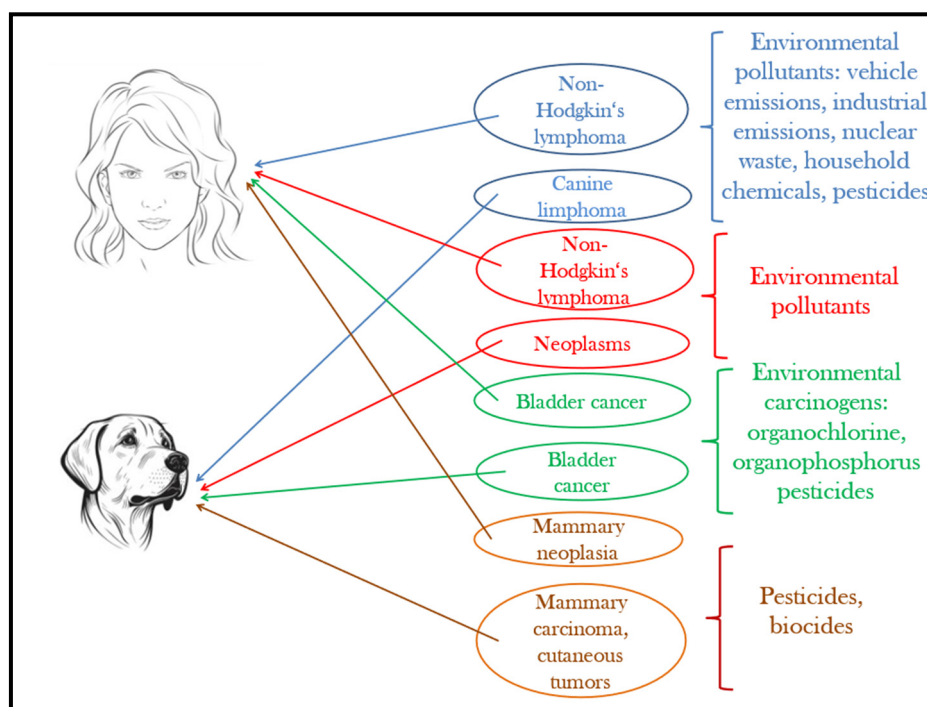 Non-
Hodgkin‘s
lymphoma
Canine
limphoma
Environmental
pollutants: vehicle
emissions, industrial
emissions, nuclear
waste, household
chemicals, pesticides
Non-
Hodgkin‘s
lymphoma
Neoplasms
Environmental
pollutants
Bladder cancer
Bladder
cancer
Environmental
carcinogens:
organochlorine,
organophosphorus
pesticides
Mammary
neoplasia
Mammary
carcinoma,
cutaneous
tumors
Pesticides,
biocides